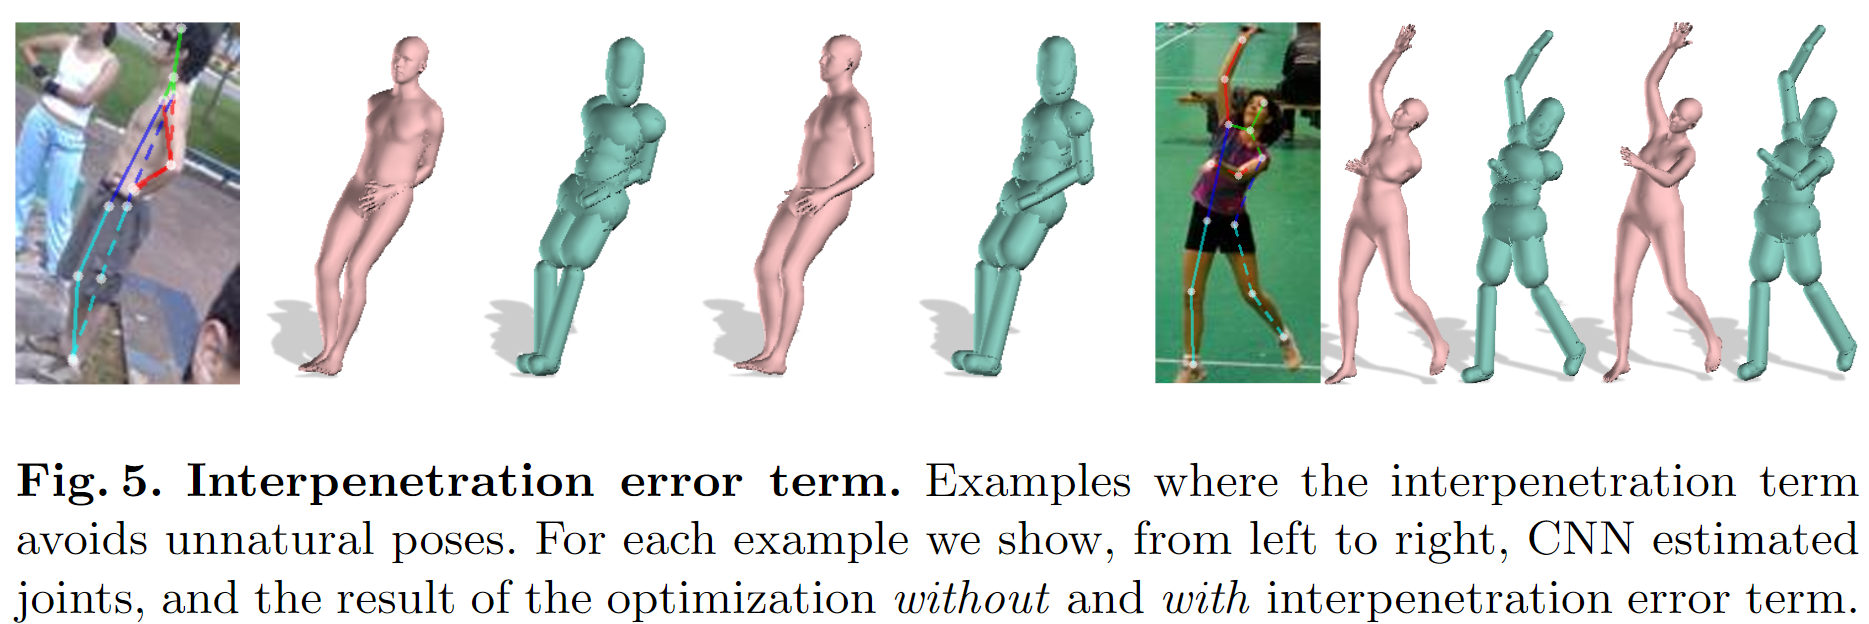 Fig. 5. Interpenetration error term. Examples where the interpenetration term
avoids unnatural poses. For each example we show, from left to right, CNN estimated
joints, and the result of the optimization without and with interpenetration error term.